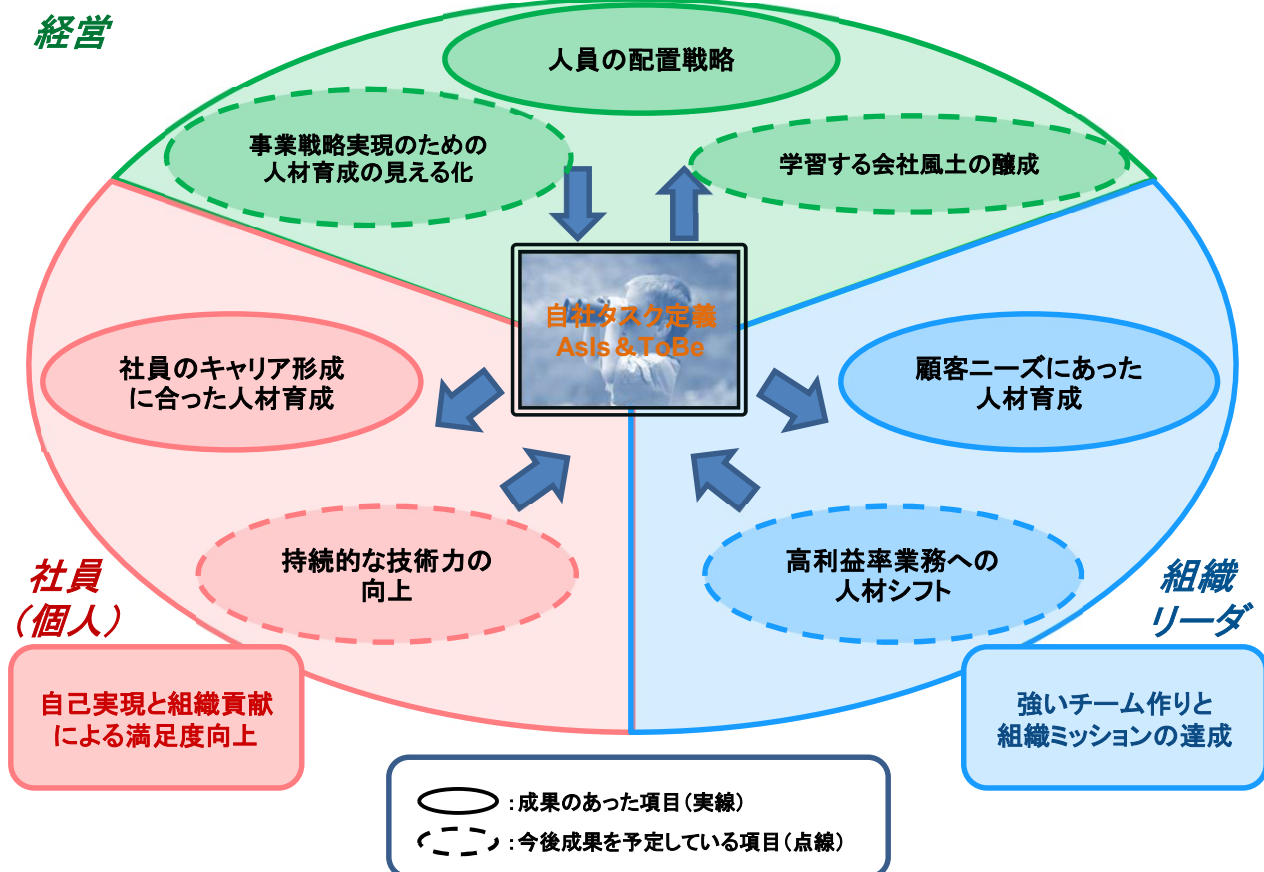 経営
人員の配置戦略
事業戦略実現のための
人材育成の見える化
学習する会社風土の醸成
自社タスク定義
AsIs＆ToBe
社員のキャリア形成
に合った人材育成
顧客ニーズにあった
人材育成
持続的な技術力の
向上
高利益率業務への
人材シフト
社員
（個人）
組織
リーダ
自己実現と組織貢献
による満足度向上
強いチーム作りと
組織ミッションの達成
：成果のあった項目（実線）
：今後成果を予定している項目（点線）